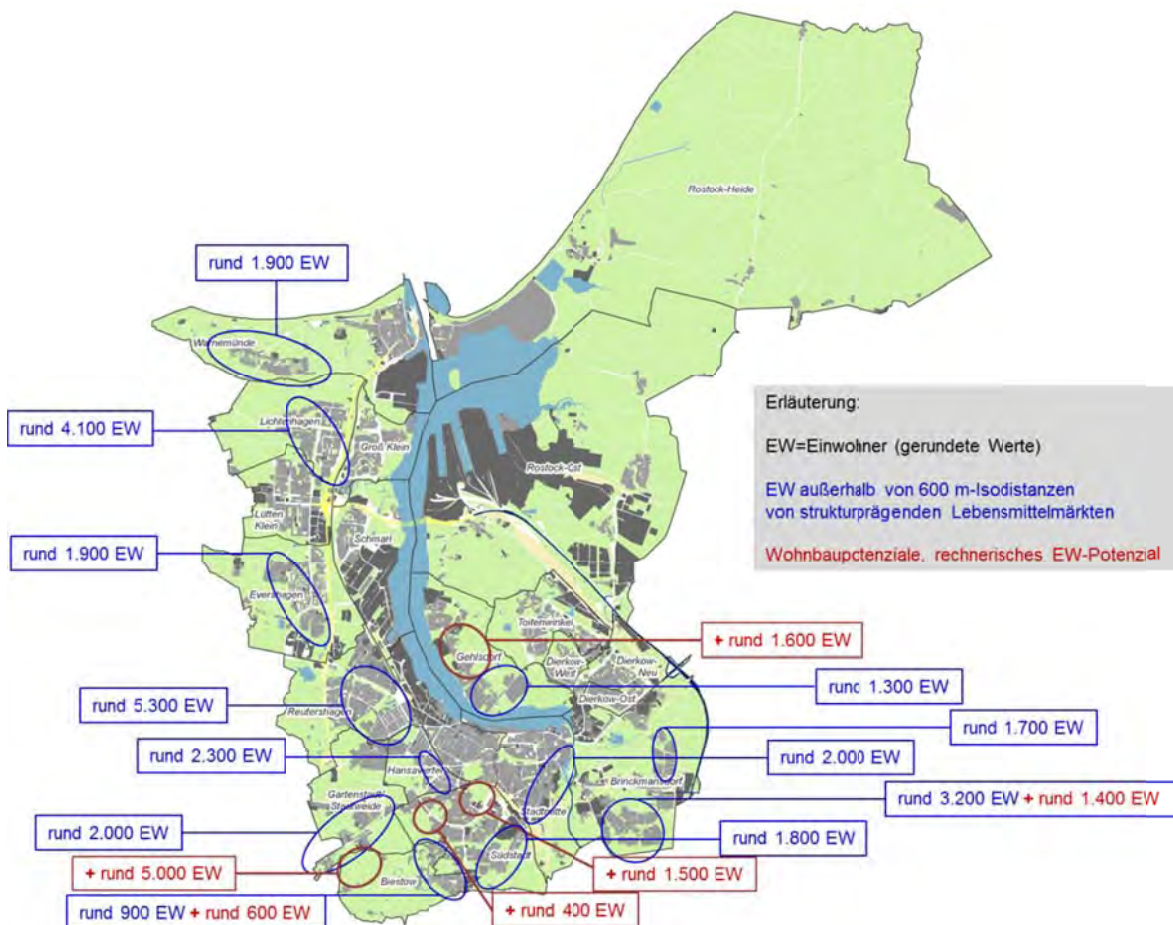 Rostock-Heide
rund 1.900 EW
Warnemünde
Erläuterung:
EW=Einwohner (gerundete Werte)
EW außerhalb von 600 m-Isodistanzen
von strukturprägenden Lebensmittelmärkten
Wohnbaupotenziale, rechnerisches EW-Potenzial
Lichtenhagen
rund 4.100 EW
Groß Klein
Rostock-Ost
Lütten
Klein
Schmarl
rund 1.900 EW
Evershagen
Toitenwinkel
+ rund 1.600 EW
Gehlsdorf
Dierkow-
West
Dierkow-
Neu
rund 1.300 EW
Dierkow-Ost
rund 5.300 EW
Reutershagen
rund 1.700 EW
rund 2.300 EW
rund 2.000 EW
Hansaviertel
Brinckmansdorf
Gartenstadt/
Stadtweide
Stadtmitte
rund 3.200 EW + rund 1.400 EW
rund 2.000 EW
rund 1.800 EW
Südstadt
+ rund 5.000 EW
+ rund 1.500 EW
Biestow
rund 900 EW + rund 600 EW
+ rund 400 EW